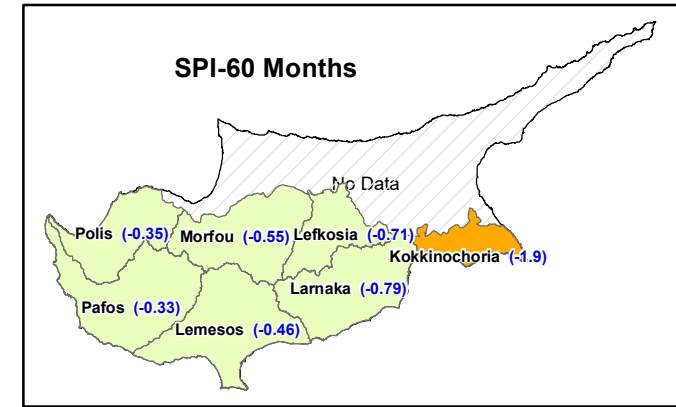 SPI-60 Months
No Data
Polis (-0.35)
Morfou (-0.55)
Lefkosia (-0.71)
Kokkinochoria (-1.9)
Larnaka (-0.79)
Pafos (-0.33)
Lemesos (-0.46)